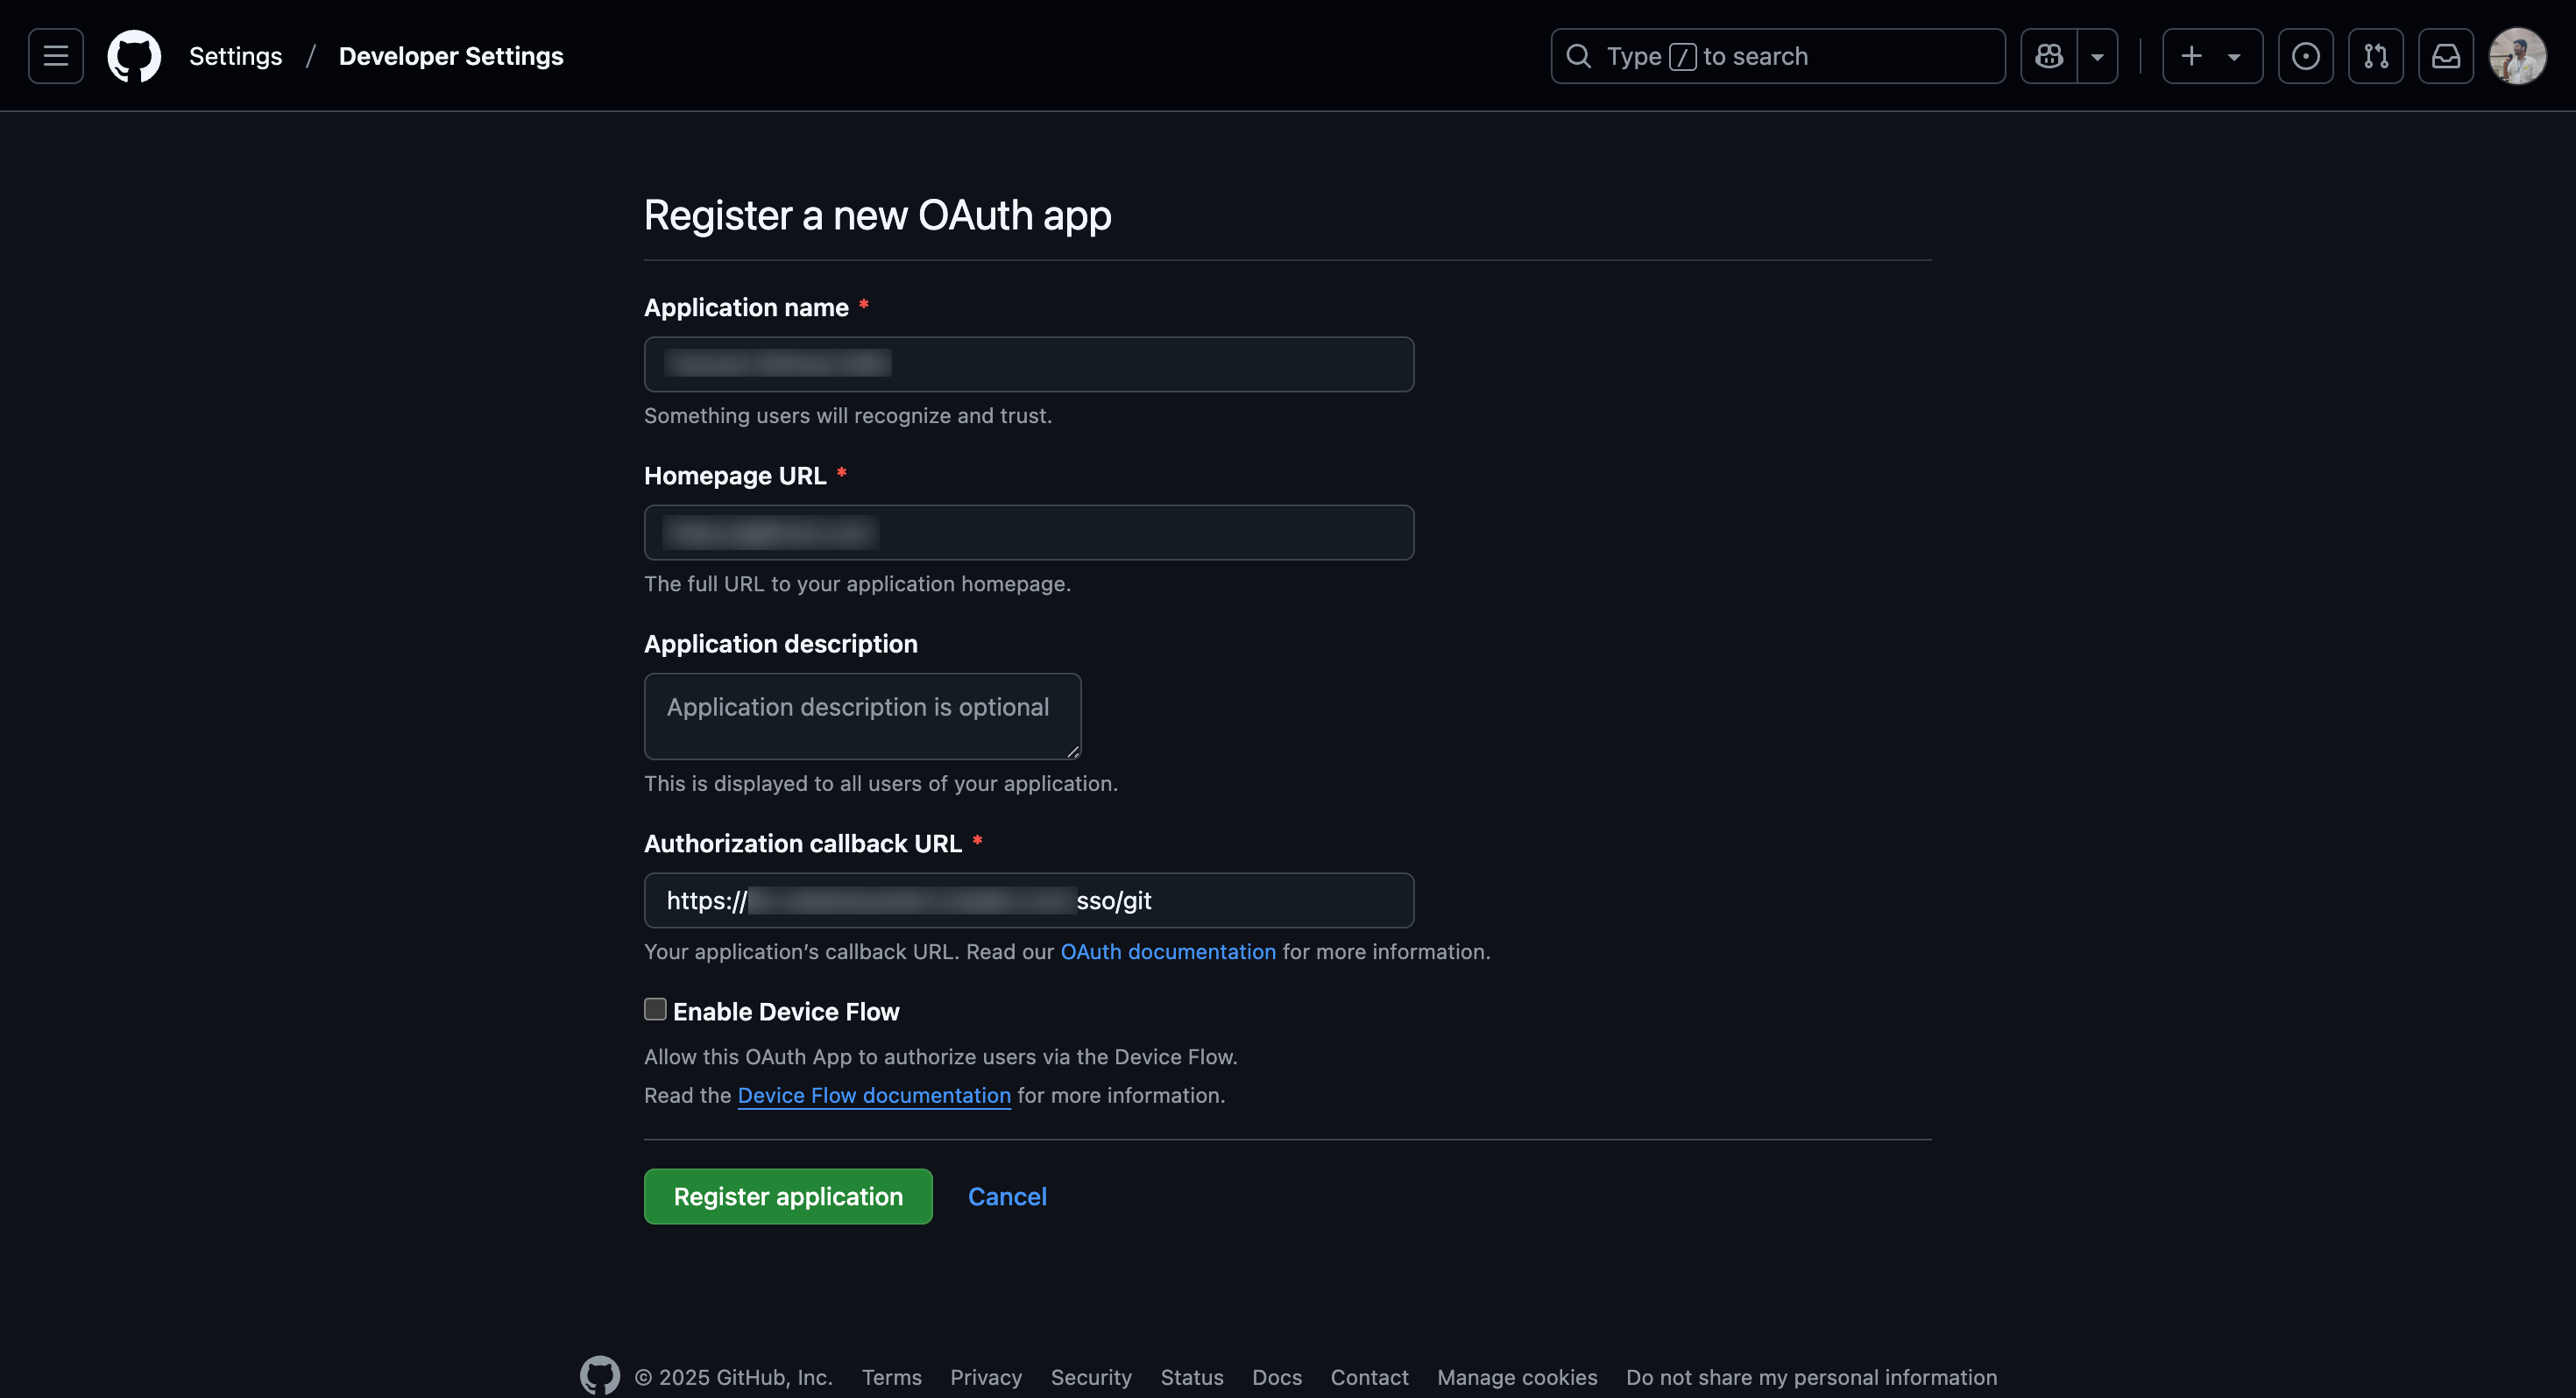 Settings / Developer Settings
Type / to search
Register a new OAuth app
Application name *
Something users will recognize and trust.
Homepage URL *
The full URL to your application homepage.
Application description
Application description is optional
This is displayed to all users of your application.
Authorization callback URL *
https:// sso/git
Your application’s callback URL. Read our OAuth documentation for more information.
Enable Device Flow
Allow this OAuth App to authorize users via the Device Flow.
Read the Device Flow documentation for more information.
Register application Cancel
© 2025 GitHub, Inc. Terms Privacy Security Status Docs Contact Manage cookies Do not share my personal information